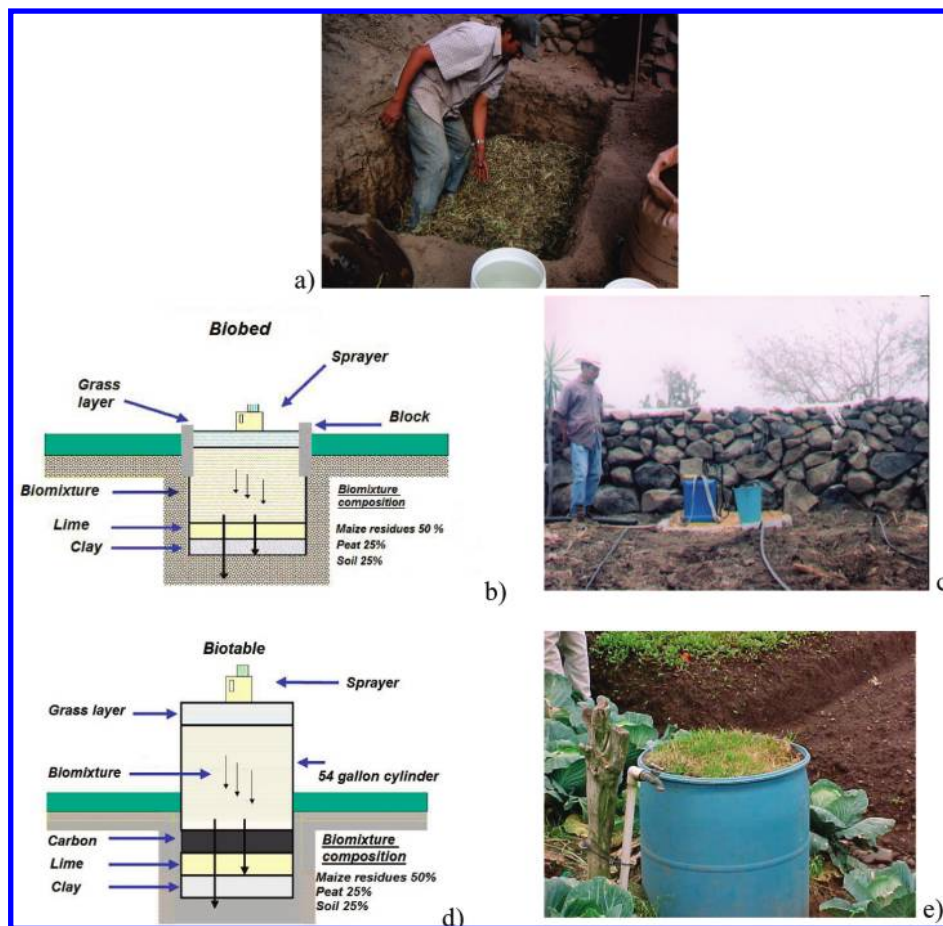 a)
Biobed
Sprayer
Grass
layer
Block
Biomixture
Biomixture
composition
Lime
Maize residues 50 %
Clay
Peat 25%
Soil 25%
b)
c
Biotable
Sprayer
Grass layer
Biomixture
54 gallon cylinder
Carbon
Biomixture
composition
Lime
Maize residues 50%
Clay
Peat 25%
Soil 25%
d)
e)